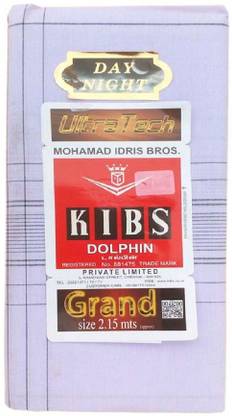 DAY
NIGHT
UltraTech
MOHAMAD IDRIS BROS.
KIBS
DOLPHIN
REGISTERED No. 581475 TRADE MARK
PRIVATE LIMITED
Grand
size 2.15 mts